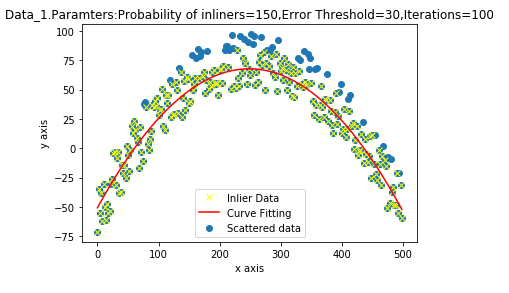 Data_1.Paramters:Probability of inliners=150,Error Threshold=30,Iterations=100
100
75
50
25
0
−25
−50
−75
y axis
Inlier Data
Curve Fitting
Scattered data
0 100 200 300 400 500
x axis